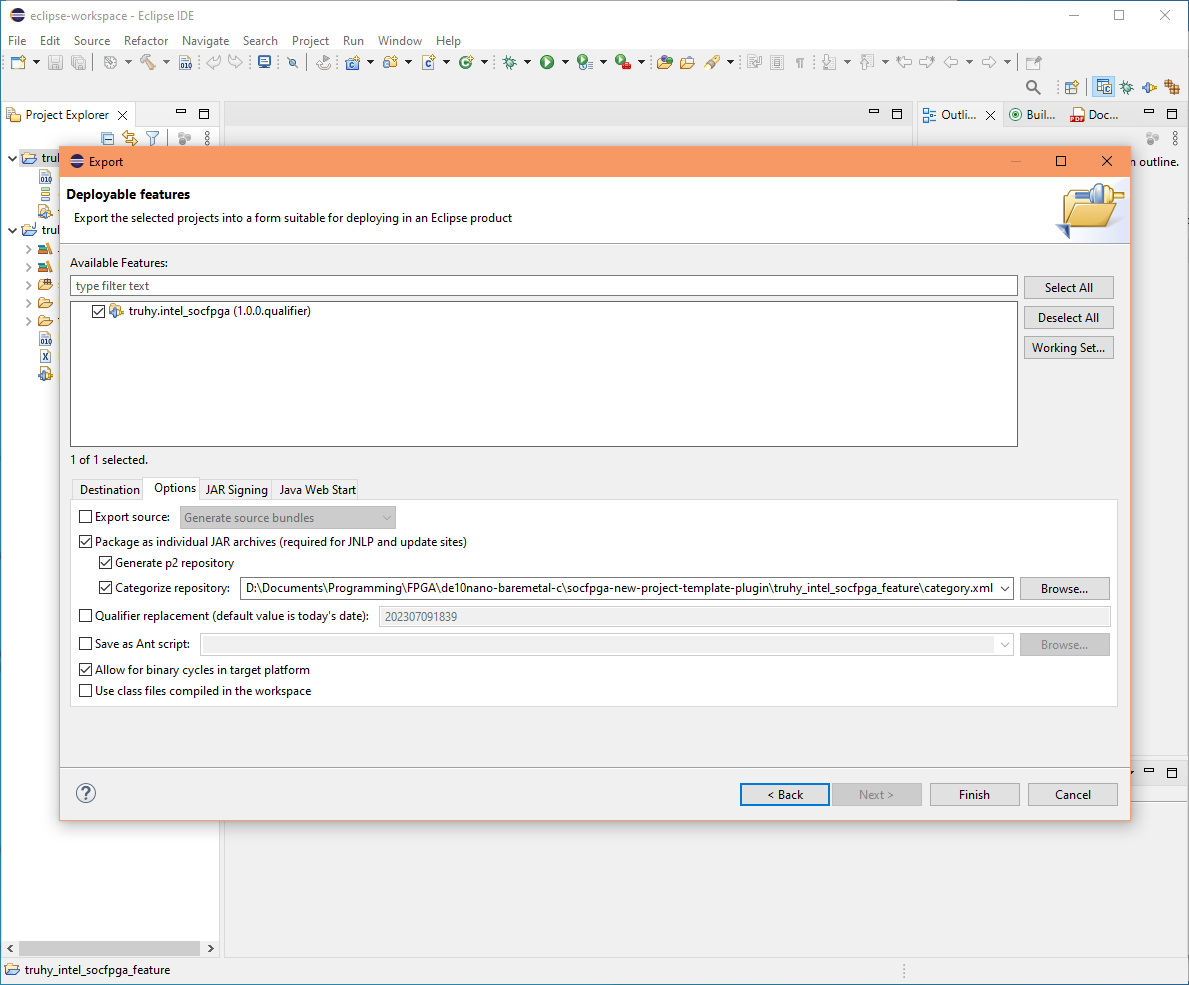 eclipse-workspace - Eclipse IDE
File Edit Source Refactor Navigate Search Project Run Window Help
Project Explorer
Outli...
Buil...
Doc...
Export
n outline.
Deployable features
Export the selected projects into a form suitable for deploying in an Eclipse product
Available Features:
type filter text
Select All
truhy.intel_socfpga (1.0.0.qualifier)
Deselect All
Working Set...
1 of 1 selected.
Destination Options JAR Signing Java Web Start
Export source: Generate source bundles
Package as individual JAR archives (required for JNLP and update sites)
Generate p2 repository
Categorize repository: D:\Documents\Programming\FPGA\de10nano-baremetal-c\socfpga-new-project-template-plugin\truhy_intel_socfpga_feature\category.xml Browse...
Qualifier replacement (default value is today's date): 202307091839
Save as Ant script: Browse...
Allow for binary cycles in target platform
Use class files compiled in the workspace
< Back Next > Finish Cancel
truhy_intel_socfpga_feature